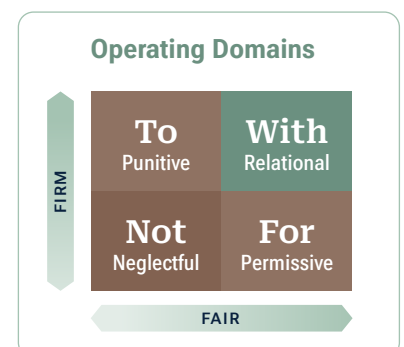 Operating Domains
FIRM
To
Punitive
With
Relational
Not
Neglectful
For
Permissive
FAIR